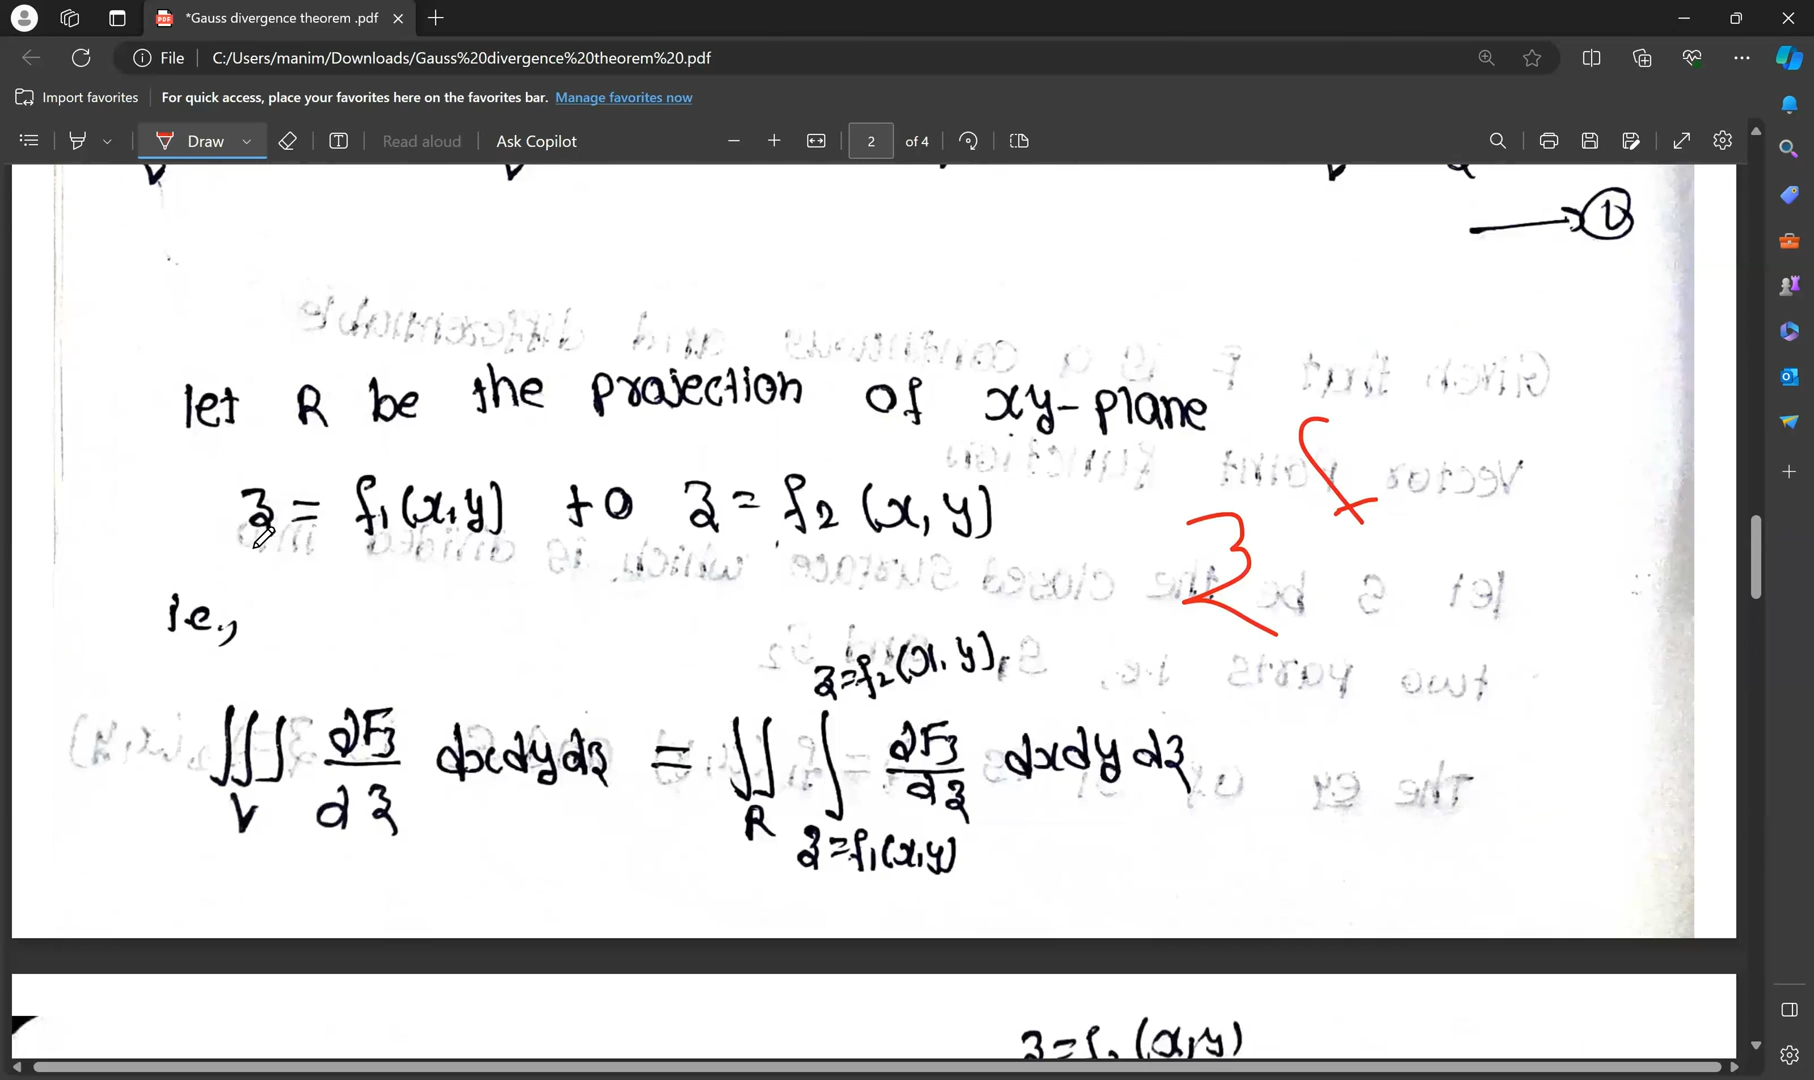 *Gauss divergence theorem .pdf
File C:/Users/manim/Downloads/Gauss%20divergence%20theorem%20.pdf
Import favorites For quick access, place your favorites here on the favorites bar. Manage favorites now
Draw Read aloud Ask Copilot 2 of 4
1
let R be the projection of xy-plane
z = f₁(x,y) to z = f₂ (x, y)
i.e.,
z=f₂(x, y)
∭ ∂F₃ dxdydz = ∬ ∫ ∂F₃ dxdydz
V ∂z R ∂z
z=f₁(x,y)
z=f₂ (x,y)